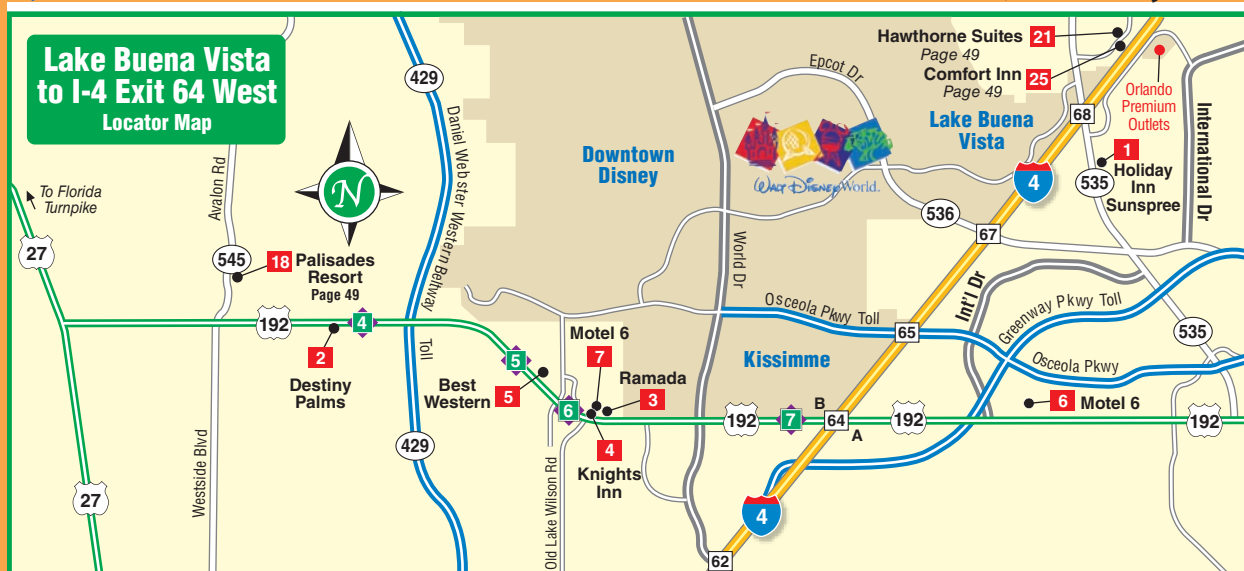 Lake Buena Vista
to I-4 Exit 64 West
Locator Map
To Florida
Turnpike
27
27
Avalon Rd
545
18
Palisades
Resort
Page 49
N
192
4
2
Destiny
Palms
Westside Blvd
429
Daniel Webster Western Beltway
Toll
429
Downtown
Disney
5
Best
Western
5
Motel 6
7
Ramada
3
6
4
Knights
Inn
Old Lake Wilson Rd
World Dr
Epcot Dr
Walt Disney World.
Lake Buena
Vista
Hawthorne Suites
21
Page 49
Comfort Inn
25
Page 49
Orlando
Premium
Outlets
68
International Dr
1
Holiday
Inn
Sunspree
535
4
536
67
Int'l Dr
Osceola Pkwy Toll
65
Greenway Pkwy Toll
Osceola Pkwy
535
Kissimme
192
7
B
64
A
192
6
Motel 6
192
4
62